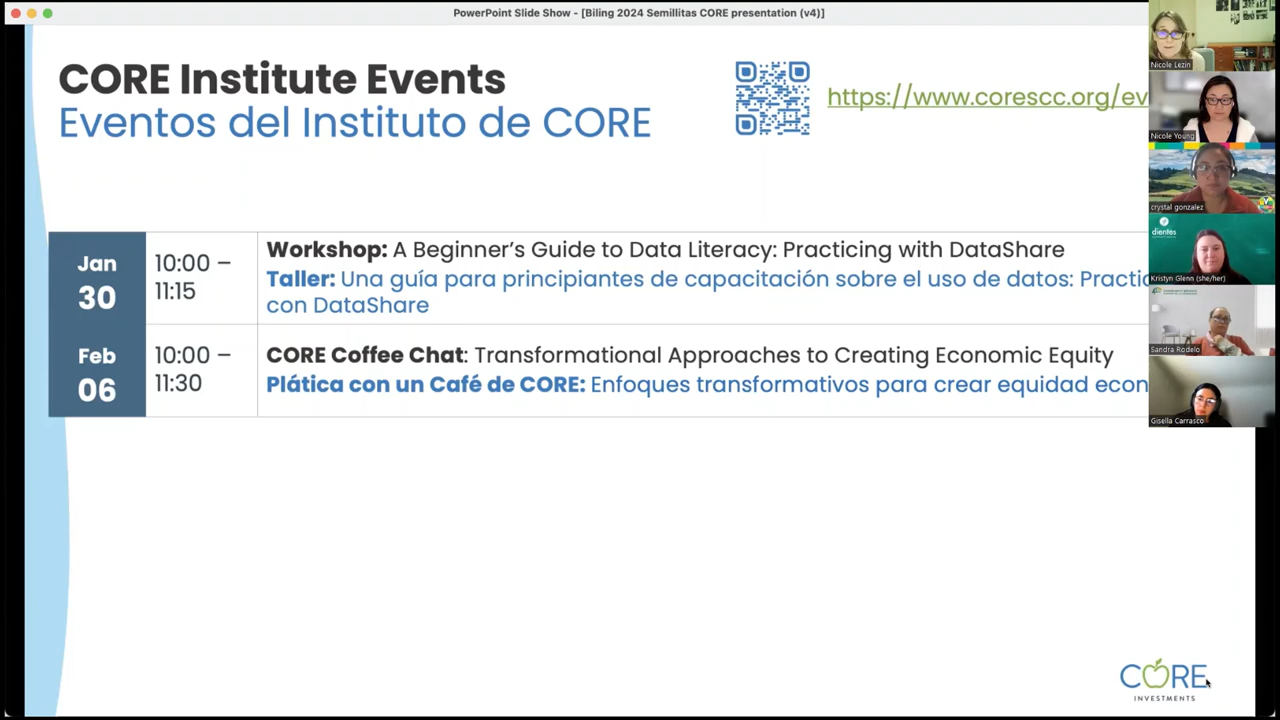 PowerPoint Slide Show - [Biling 2024 Semillitas CORE presentation (v4)]
CORE Institute Events
Eventos del Instituto de CORE
https://www.corescc.org/ev
Jan
30
10:00 –
11:15
Workshop: A Beginner's Guide to Data Literacy: Practicing with DataShare
Taller: Una guía para principiantes de capacitación sobre el uso de datos: Practic
con DataShare
Feb
06
10:00 –
11:30
CORE Coffee Chat: Transformational Approaches to Creating Economic Equity
Plática con un Café de CORE: Enfoques transformativos para crear equidad econ
Nicole Lezin
Nicole Young
crystal gonzalez
dientes
Kristyn Glenn (she/her)
Sandra Rodelo
Gisella Carrasco
CORE
INVESTMENTS